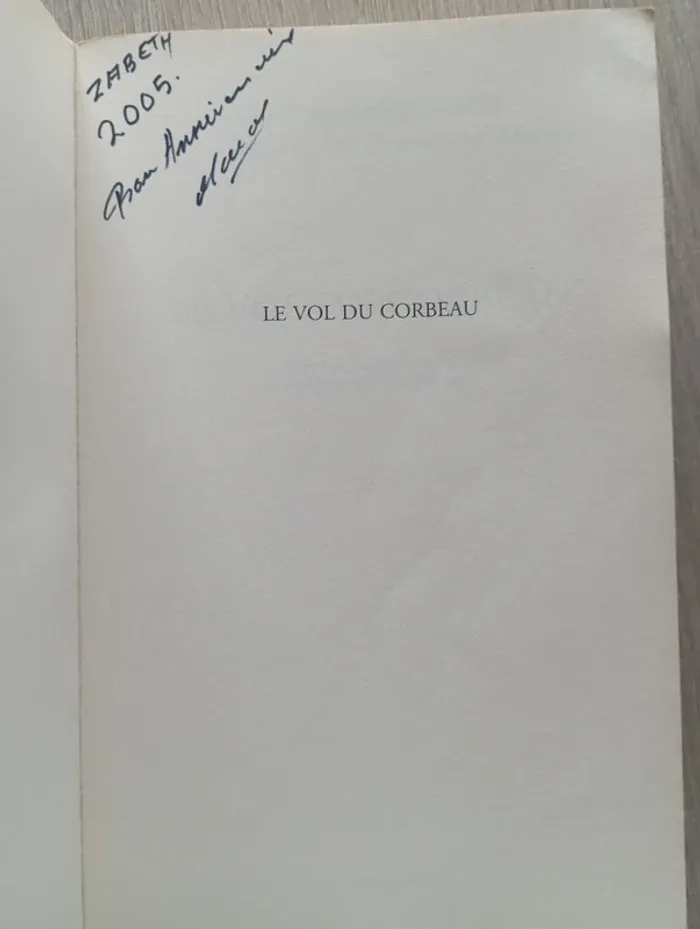 ZABETH
2005.
Bon Anniversaire
LE VOL DU CORBEAU